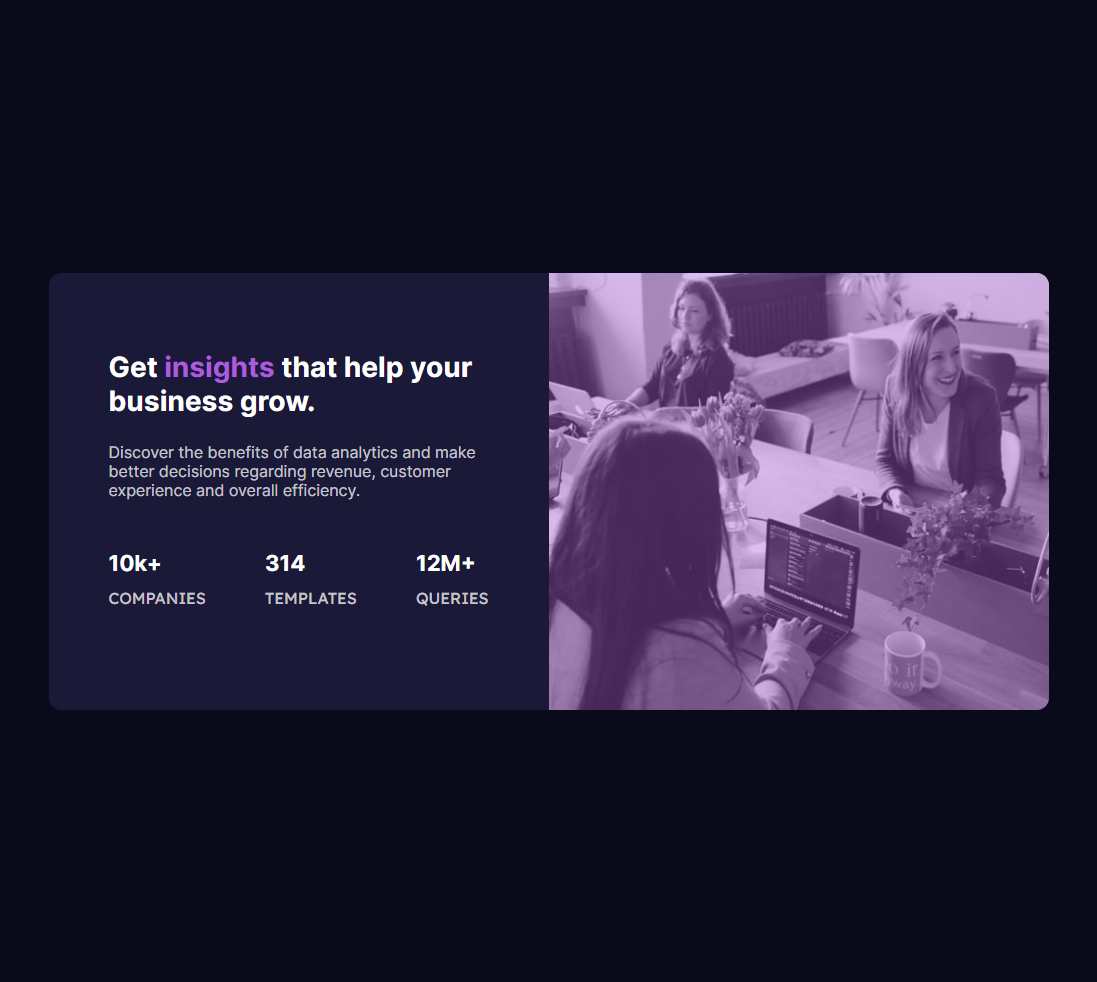 Get insights that help your
business grow.
Discover the benefits of data analytics and make
better decisions regarding revenue, customer
experience and overall efficiency.
10k+ 314 12M+
COMPANIES TEMPLATES QUERIES
it